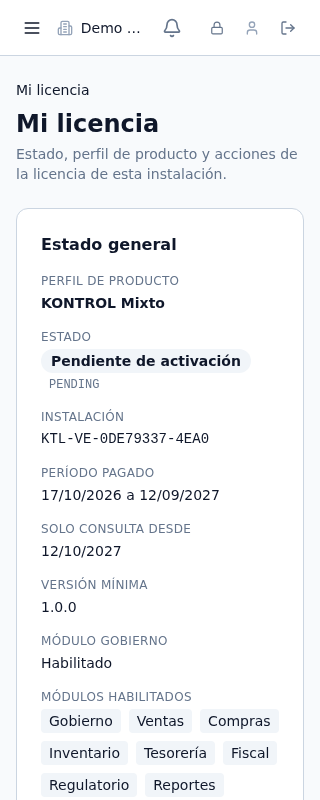 Demo ...
Mi licencia
Mi licencia
Estado, perfil de producto y acciones de
la licencia de esta instalación.
Estado general
PERFIL DE PRODUCTO
KONTROL Mixto
ESTADO
Pendiente de activación
PENDING
INSTALACIÓN
KTL-VE-0DE79337-4EA0
PERÍODO PAGADO
17/10/2026 a 12/09/2027
SOLO CONSULTA DESDE
12/10/2027
VERSIÓN MÍNIMA
1.0.0
MÓDULO GOBIERNO
Habilitado
MÓDULOS HABILITADOS
Gobierno Ventas Compras
Inventario Tesorería Fiscal
Regulatorio Reportes